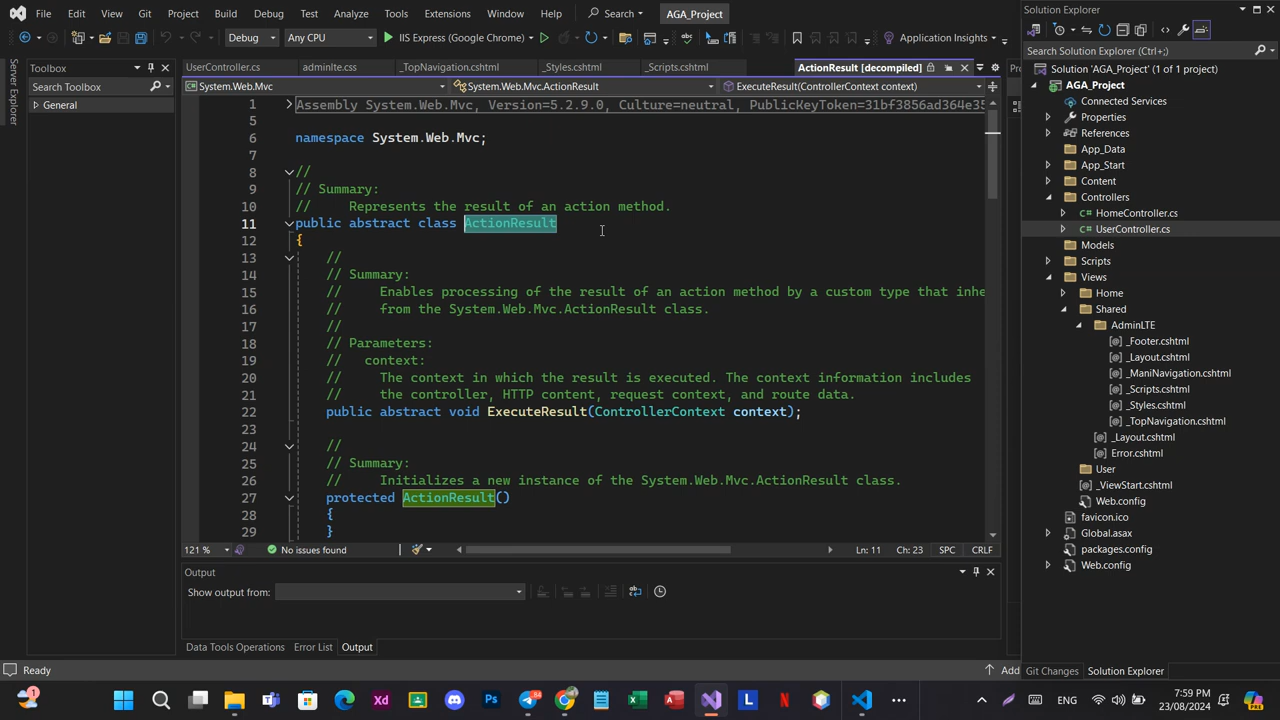 File Edit View Git Project Build Debug Test Analyze Tools Extensions Window Help Search AGA_Project
Debug Any CPU IIS Express (Google Chrome) Application Insights
Toolbox
Search Toolbox
General
Server Explorer
UserController.cs adminlte.css _TopNavigation.cshtml _Styles.cshtml _Scripts.cshtml ActionResult [decompiled]
System.Web.Mvc System.Web.Mvc.ActionResult ExecuteResult(ControllerContext context)
1 Assembly System.Web.Mvc, Version=5.2.9.0, Culture=neutral, PublicKeyToken=31bf3856ad364e35
5
6 namespace System.Web.Mvc;
7
8 //
9 // Summary:
10 // Represents the result of an action method.
11 public abstract class ActionResult
12 {
13 //
14 // Summary:
15 // Enables processing of the result of an action method by a custom type that inhe
16 // from the System.Web.Mvc.ActionResult class.
17 //
18 // Parameters:
19 // context:
20 // The context in which the result is executed. The context information includes
21 // the controller, HTTP content, request context, and route data.
22 public abstract void ExecuteResult(ControllerContext context);
23
24 //
25 // Summary:
26 // Initializes a new instance of the System.Web.Mvc.ActionResult class.
27 protected ActionResult()
28 {
29 }
121 % No issues found Ln: 11 Ch: 23 SPC CRLF
Output
Show output from:
Data Tools Operations Error List Output
Solution Explorer
Search Solution Explorer (Ctrl+;)
Solution 'AGA_Project' (1 of 1 project)
AGA_Project
Connected Services
Properties
References
App_Data
App_Start
Content
Controllers
C# HomeController.cs
C# UserController.cs
Models
Scripts
Views
Home
Shared
AdminLTE
_Footer.cshtml
_Layout.cshtml
_ManiNavigation.cshtml
_Scripts.cshtml
_Styles.cshtml
_TopNavigation.cshtml
_Layout.cshtml
Error.cshtml
User
_ViewStart.cshtml
Web.config
favicon.ico
Global.asax
packages.config
Web.config
Git Changes Solution Explorer
Ready Add
1 Xd Ps 84 L N ENG 7:59 PM
23/08/2024